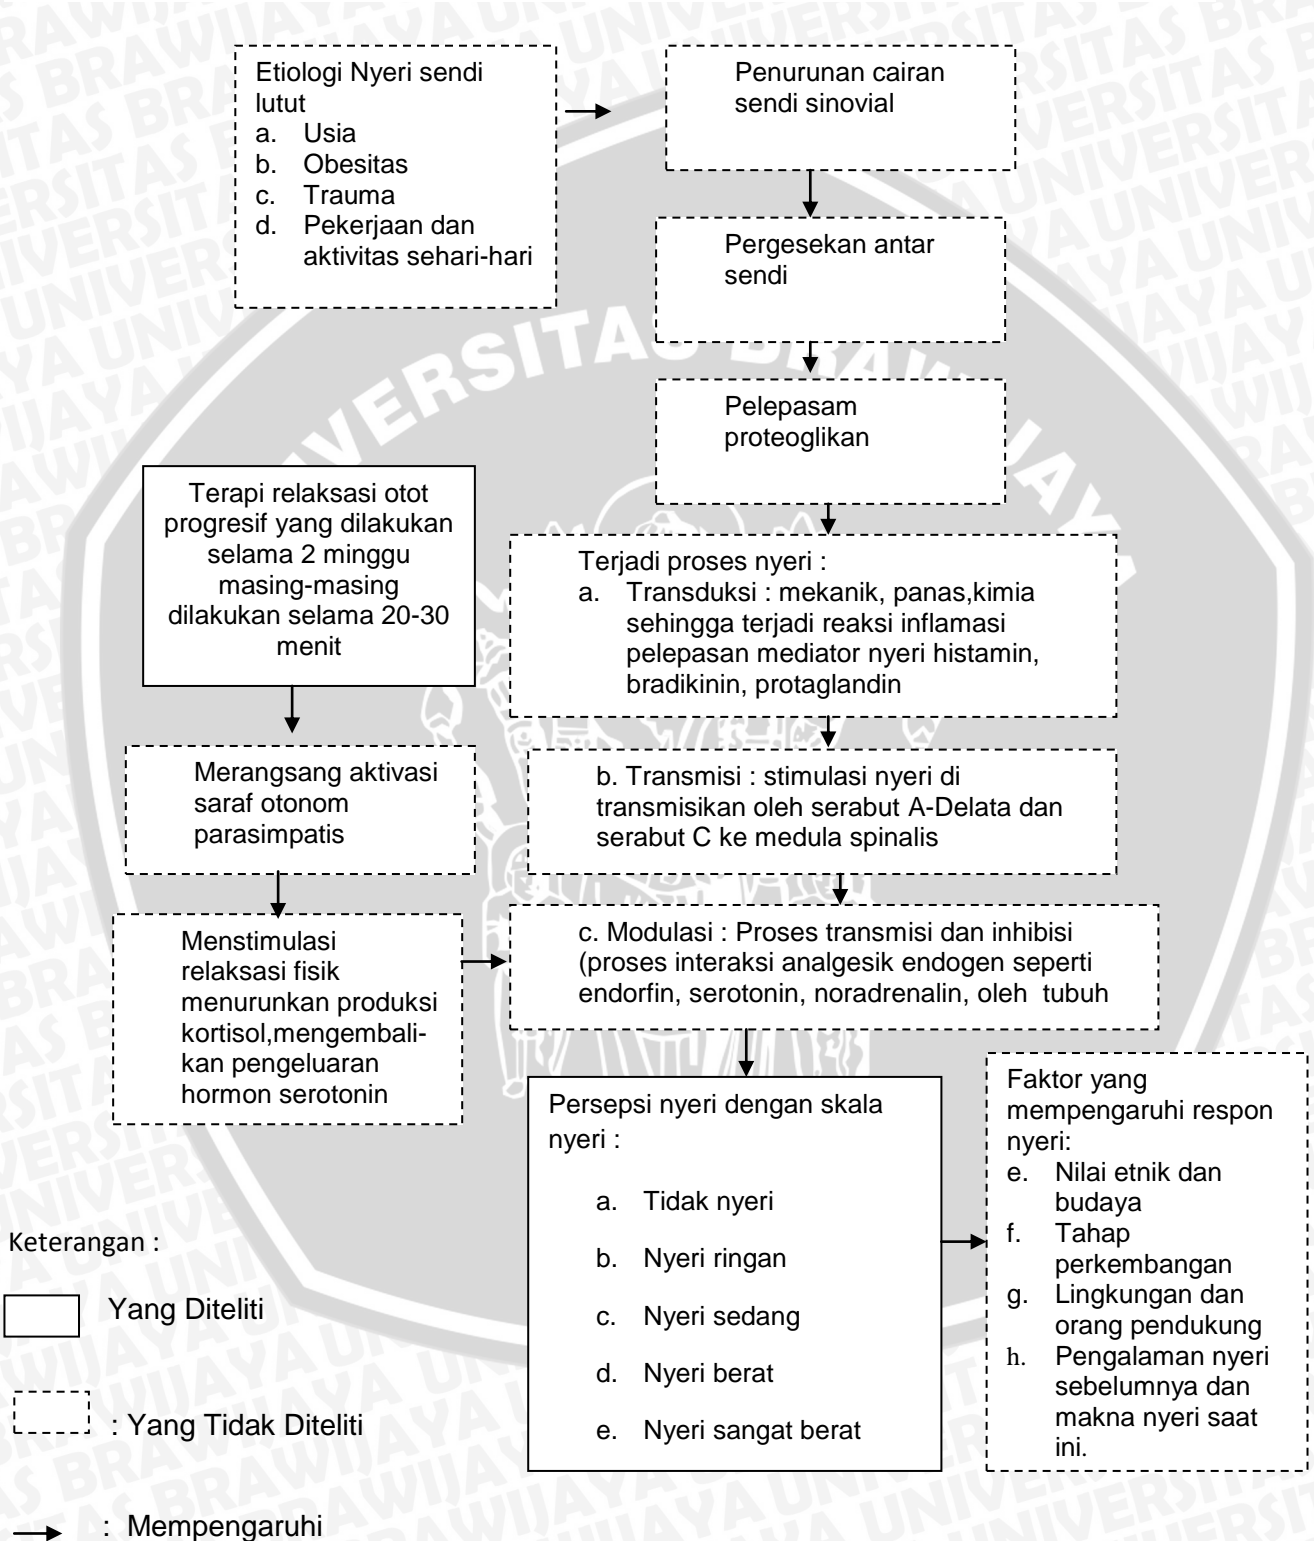 Etiologi Nyeri sendi
lutut
a. Usia
b. Obesitas
c. Trauma
d. Pekerjaan dan
aktivitas sehari-hari
Penurunan cairan
sendi sinovial
Pergesekan antar
sendi
Pelepasam
proteoglikan
Terapi relaksasi otot
progresif yang dilakukan
selama 2 minggu
masing-masing
dilakukan selama 20-30
menit
Terjadi proses nyeri :
a. Transduksi : mekanik, panas,kimia
sehingga terjadi reaksi inflamasi
pelepasan mediator nyeri histamin,
bradikinin, protaglandin
Merangsang aktivasi
saraf otonom
parasimpatis
b. Transmisi : stimulasi nyeri di
transmisikan oleh serabut A-Delata dan
serabut C ke medula spinalis
Menstimulasi
relaksasi fisik
menurunkan produksi
kortisol,mengembali-
kan pengeluaran
hormon serotonin
c. Modulasi : Proses transmisi dan inhibisi
(proses interaksi analgesik endogen seperti
endorfin, serotonin, noradrenalin, oleh tubuh
Persepsi nyeri dengan skala
nyeri :
a. Tidak nyeri
b. Nyeri ringan
c. Nyeri sedang
d. Nyeri berat
e. Nyeri sangat berat
Faktor yang
mempengaruhi respon
nyeri:
e. Nilai etnik dan
budaya
f. Tahap
perkembangan
g. Lingkungan dan
orang pendukung
h. Pengalaman nyeri
sebelumnya dan
makna nyeri saat
ini.
Keterangan :
Yang Diteliti
: Yang Tidak Diteliti
: Mempengaruhi